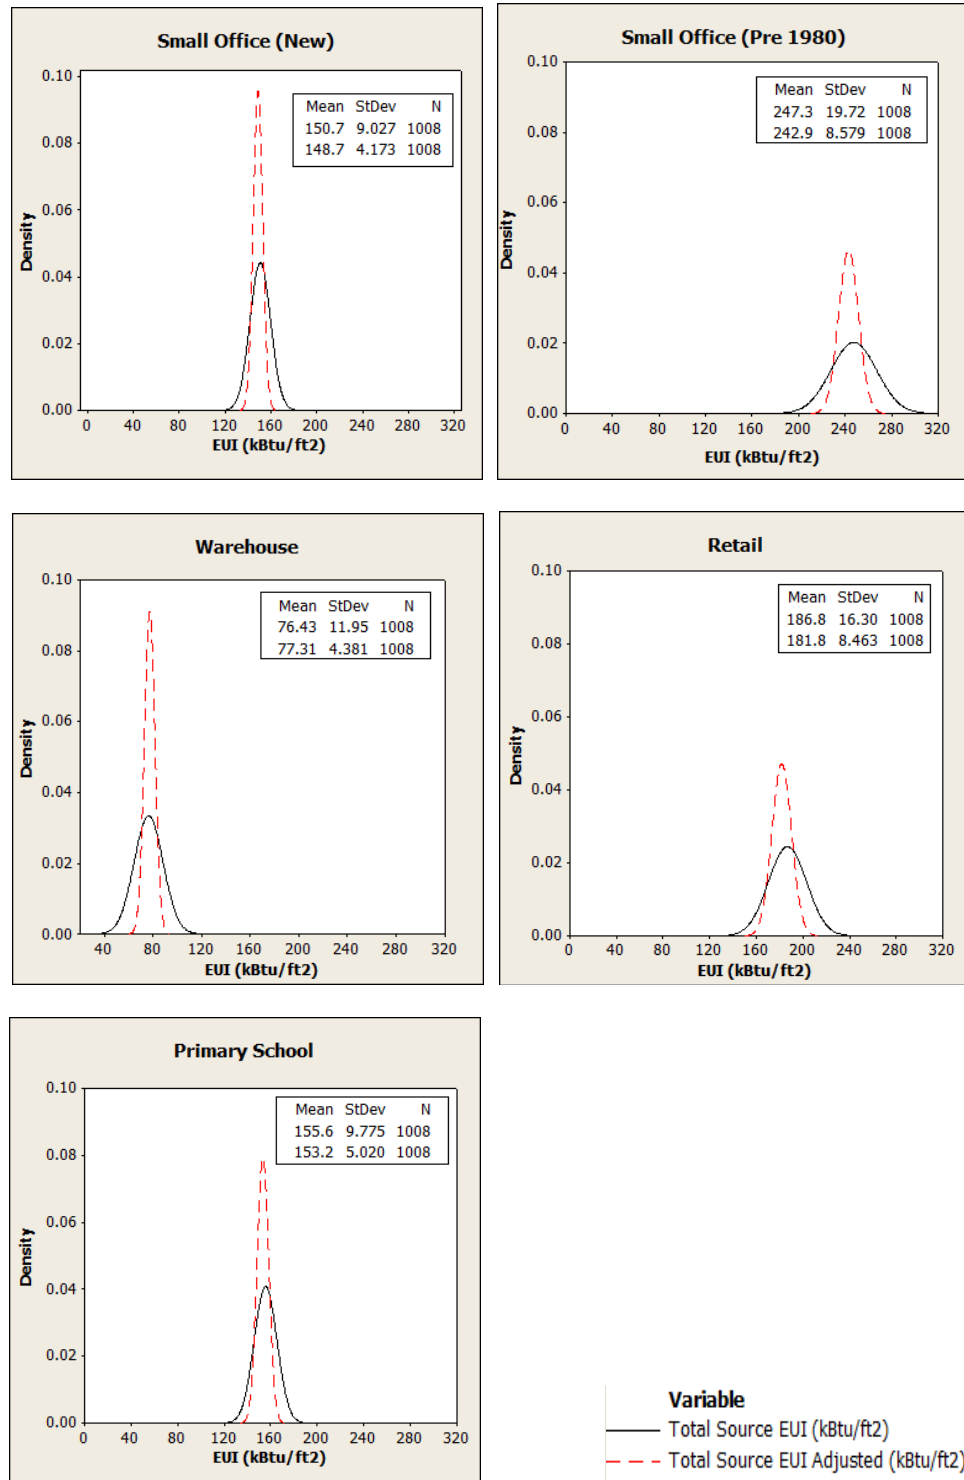 Small Office (New)
Mean StDev N
150.7 9.027 1008
148.7 4.173 1008
0.10
0.08
0.06
0.04
0.02
0.00
Density
0 40 80 120 160 200 240 280 320
EUI (kBtu/ft2)
Small Office (Pre 1980)
Mean StDev N
247.3 19.72 1008
242.9 8.579 1008
0.10
0.08
0.06
0.04
0.02
0.00
Density
0 40 80 120 160 200 240 280 320
EUI (kBtu/ft2)
Warehouse
Mean StDev N
76.43 11.95 1008
77.31 4.381 1008
0.10
0.08
0.06
0.04
0.02
0.00
Density
40 80 120 160 200 240 280 320
EUI (kBtu/ft2)
Retail
Mean StDev N
186.8 16.30 1008
181.8 8.463 1008
0.10
0.08
0.06
0.04
0.02
0.00
Density
0 40 80 120 160 200 240 280 320
EUI (kBtu/ft2)
Primary School
Mean StDev N
155.6 9.775 1008
153.2 5.020 1008
0.10
0.08
0.06
0.04
0.02
0.00
Density
0 40 80 120 160 200 240 280 320
EUI (kBtu/ft2)
Variable
Total Source EUI (kBtu/ft2)
Total Source EUI Adjusted (kBtu/ft2)